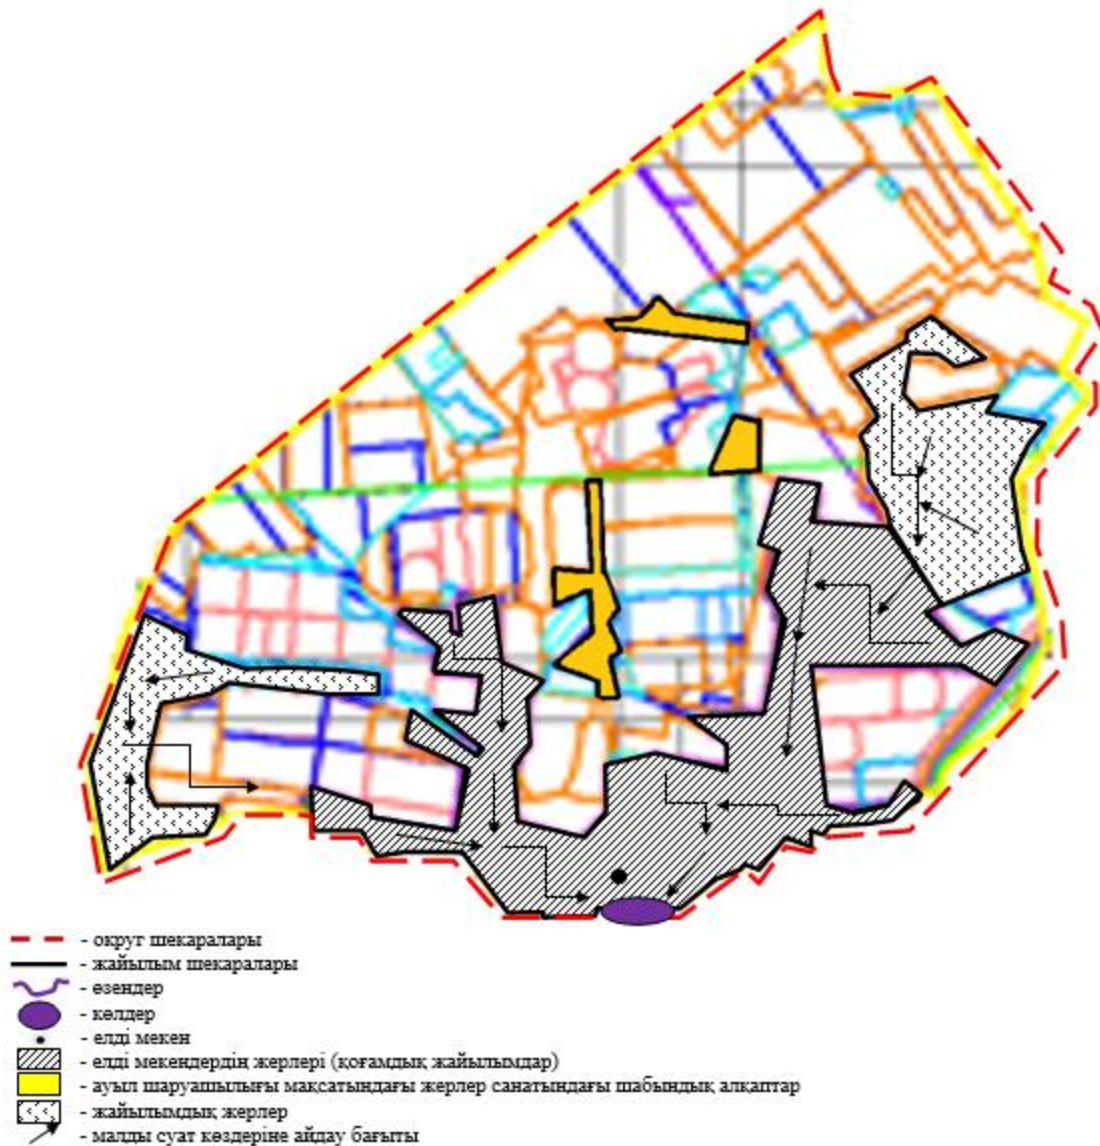 - округ шекаралары
- жайылым шекаралары
- өзендер
- көлдер
- елді мекен
- елді мекендердің жерлері (қоғамдық жайылымдар)
- ауыл шаруашылығы мақсатындағы жерлер санатындағы шабындық алқаптар
- жайылымдық жерлер
- малды суат көздеріне айдау бағыты